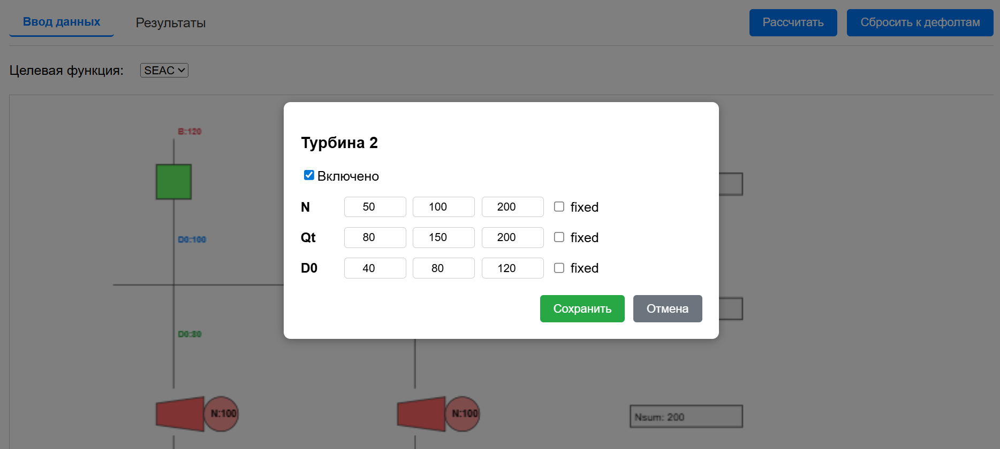 Ввод данных
Результаты
Рассчитать
Сбросить к дефолтам
Целевая функция:
SEAC
B:120
D0:100
D0:80
N:100
N:100
Nsum: 200
Турбина 2
Включено
N 50 100 200 fixed
Qt 80 150 200 fixed
D0 40 80 120 fixed
Сохранить
Отмена